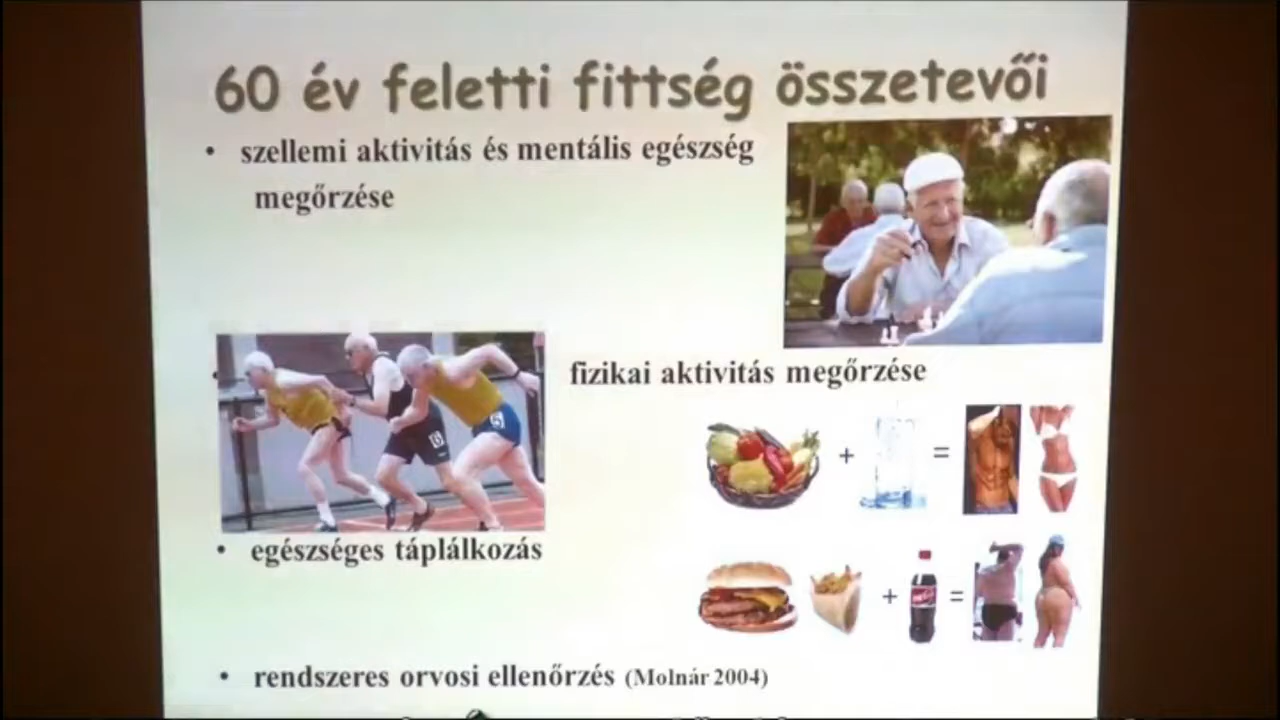 60 év feletti fittség összetevői
• szellemi aktivitás és mentális egészség
megőrzése
fizikai aktivitás megőrzése
+ =
• egészséges táplálkozás
+ =
• rendszeres orvosi ellenőrzés (Molnár 2004)